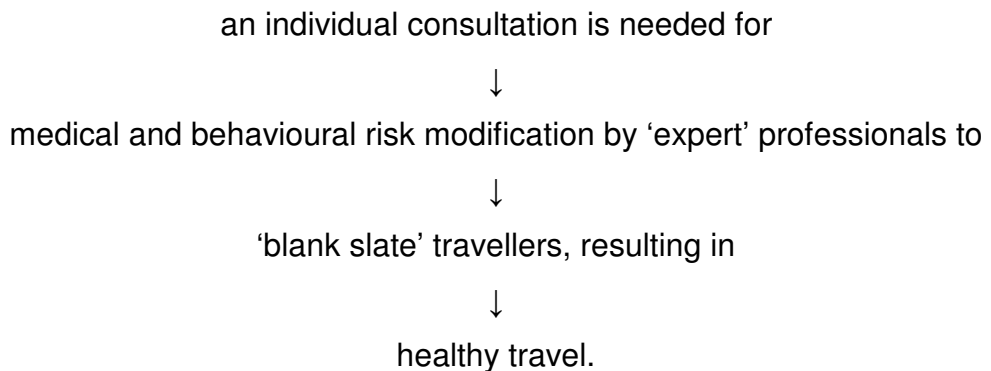 an individual consultation is needed for
↓
medical and behavioural risk modification by ‘expert’ professionals to
↓
‘blank slate’ travellers, resulting in
↓
healthy travel.